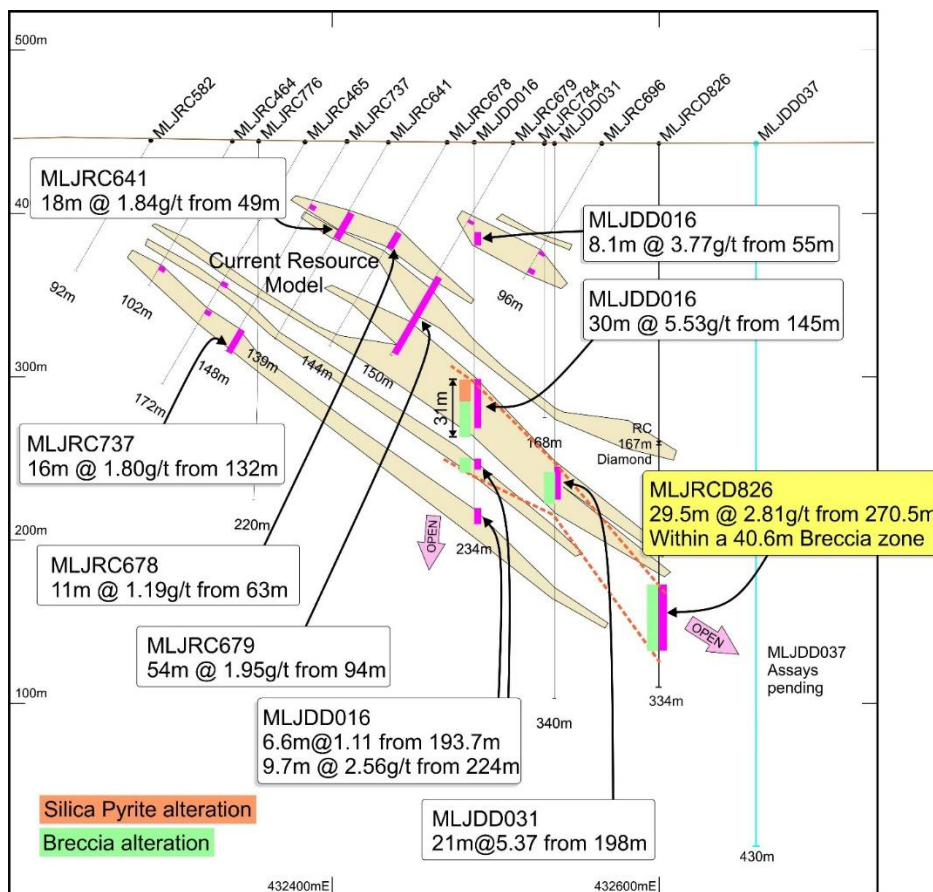 500m
MLJRC582
MLJRC464
MLJRC776
MLJRC465
MLJRC737
MLJRC641
MLJRC678
MLJDD016
MLJRC679
MLJRC784
MLJDD031
MLJRC696
MLJRCD826
MLJDD037
MLJRC641
18m @ 1.84g/t from 49m
MLJDD016
8.1m @ 3.77g/t from 55m
Current Resource
Model
92m
102m
96m
MLJDD016
30m @ 5.53g/t from 145m
300m
148m
139m
144m
150m
172m
31m
168m
RC
167m
Diamond
MLJRC737
16m @ 1.80g/t from 132m
MLJRCD826
29.5m @ 2.81g/t from 270.5m
Within a 40.6m Breccia zone
220m
OPEN
234m
200m
MLJRC678
11m @ 1.19g/t from 63m
MLJRC679
54m @ 1.95g/t from 94m
OPEN
MLJDD037
Assays
pending
100m
340m
334m
MLJDD016
6.6m@1.11 from 193.7m
9.7m @ 2.56g/t from 224m
MLJDD031
21m@5.37 from 198m
Silica Pyrite alteration
Breccia alteration
430m
432400mE
432600mE